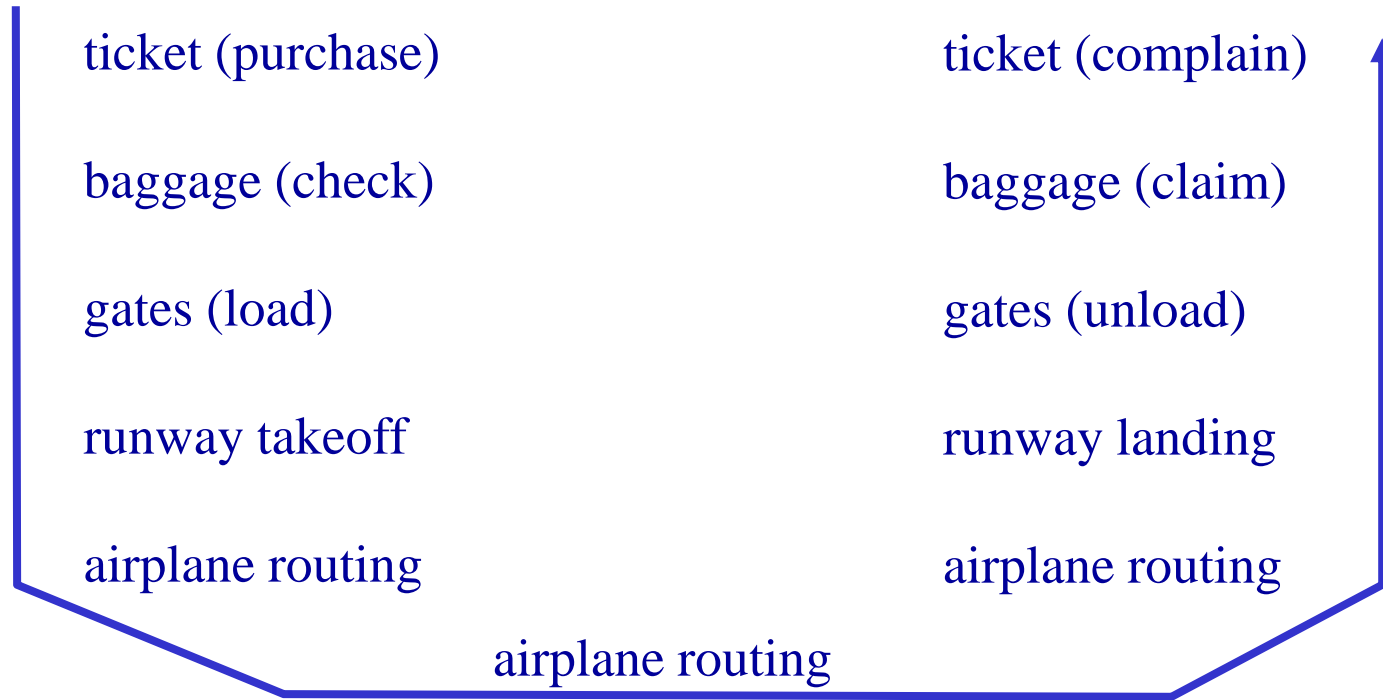 ticket (purchase)
baggage (check)
gates (load)
runway takeoff
airplane routing
airplane routing
ticket (complain)
baggage (claim)
gates (unload)
runway landing
airplane routing